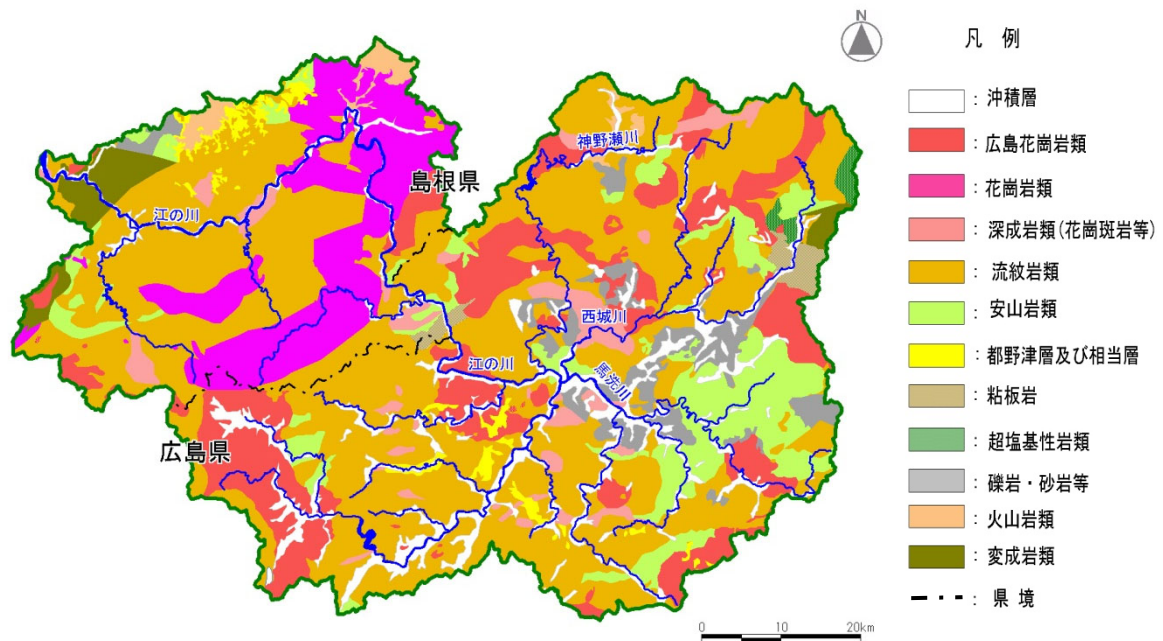 N
凡 例
: 沖積層
: 広島花崗岩類
: 花崗岩類
: 深成岩類(花崗斑岩等)
: 流紋岩類
: 安山岩類
: 都野津層及び相当層
: 粘板岩
: 超塩基性岩類
: 礫岩・砂岩等
: 火山岩類
: 変成岩類
: 県 境
神野瀬川
島根県
江の川
西城川
江の川
馬洗川
広島県
0 10 20km